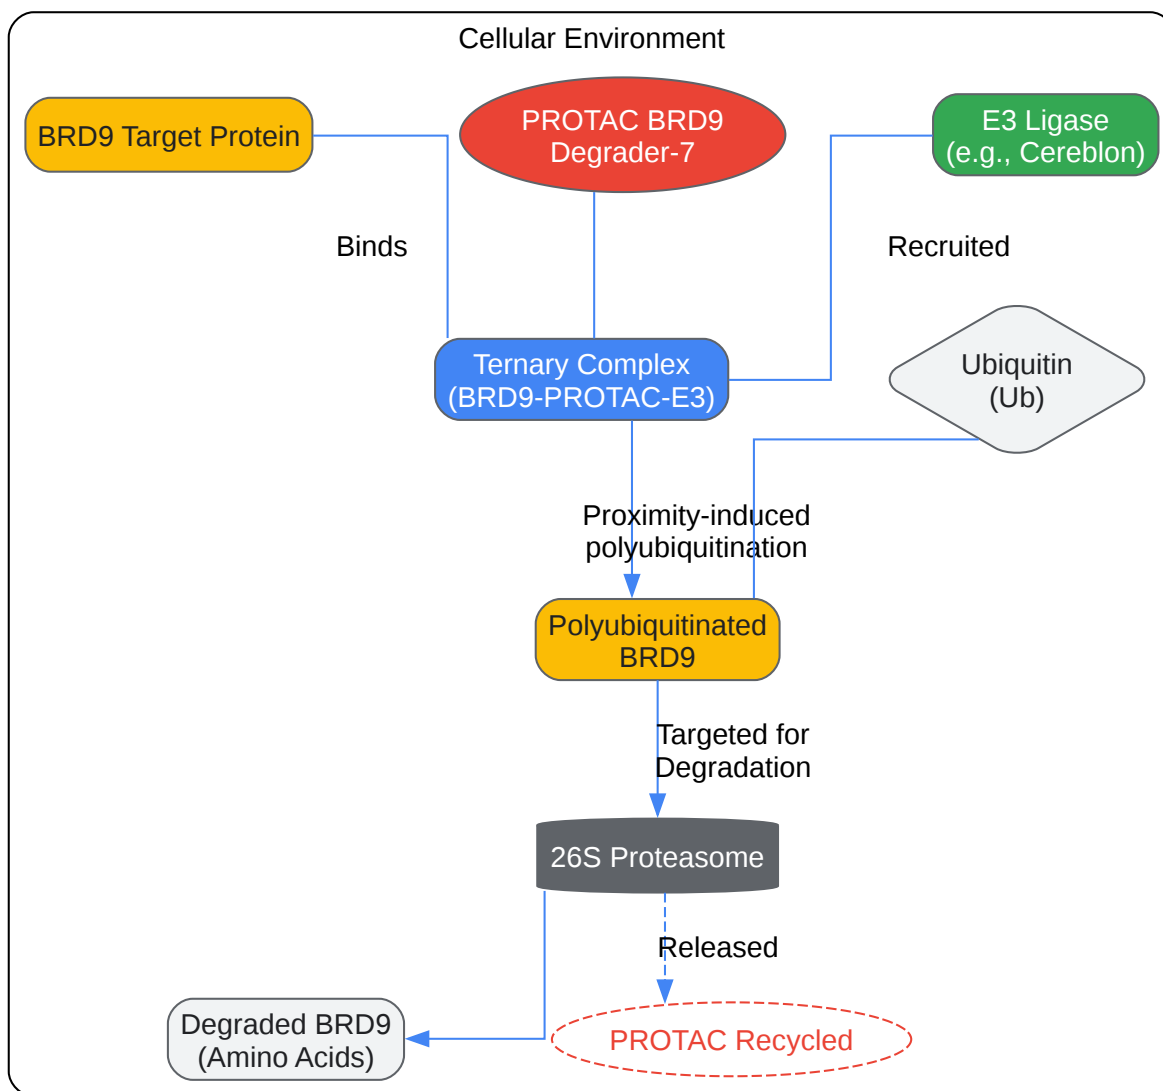 Cellular Environment
BRD9 Target Protein
PROTAC BRD9
Degrader-7
E3 Ligase
(e.g., Cereblon)
Binds
Recruited
Ternary Complex
(BRD9-PROTAC-E3)
Ubiquitin
(Ub)
Proximity-induced
polyubiquitination
Polyubiquitinated
BRD9
Targeted for
Degradation
26S Proteasome
Released
Degraded BRD9
(Amino Acids)
PROTAC Recycled